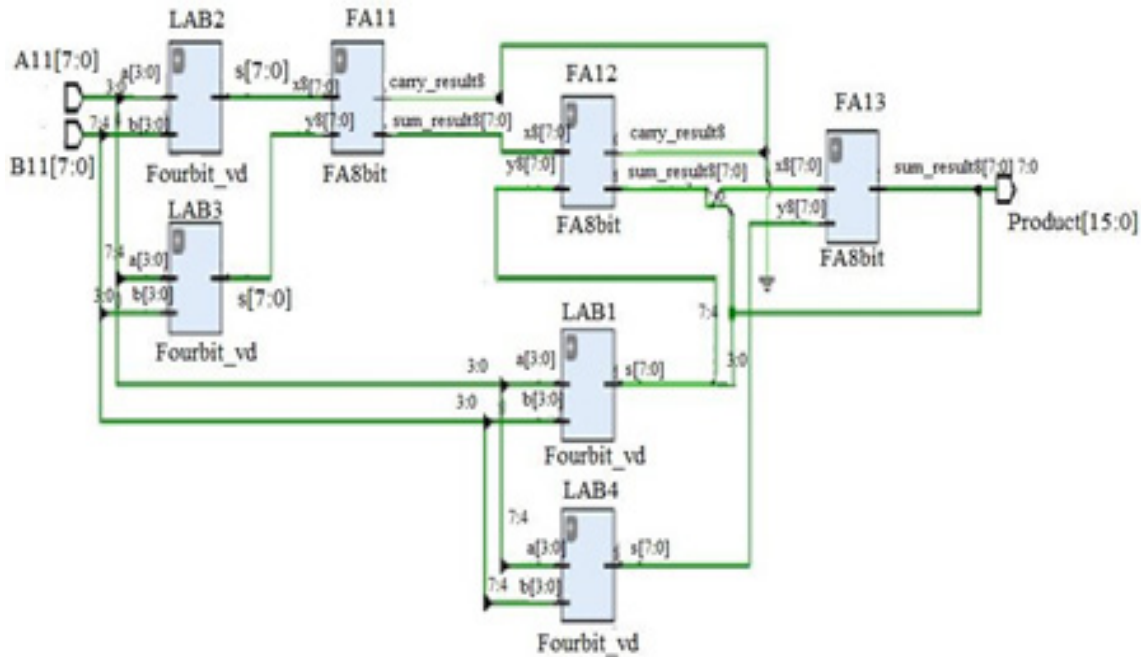 LAB2
FA11
A11[7:0]
3:0
a[3:0]
s[7:0]
x8[7:0]
carry_result8
FA12
FA13
7:4
b[3:0]
y8[7:0]
sum_result8[7:0]
x8[7:0]
carry_result8
B11[7:0]
Fourbit_vd
FA8bit
y8[7:0]
sum_result8[7:0]
x8[7:0]
sum_result8[7:0]
7:0
LAB3
y8[7:0]
Product[15:0]
FA8bit
FA8bit
7:4
a[3:0]
3:0
b[3:0]
s[7:0]
LAB1
7:4
Fourbit_vd
3:0
a[3:0]
s[7:0]
3:0
3:0
b[3:0]
Fourbit_vd
LAB4
7:4
a[3:0]
s[7:0]
7:4
b[3:0]
Fourbit_vd